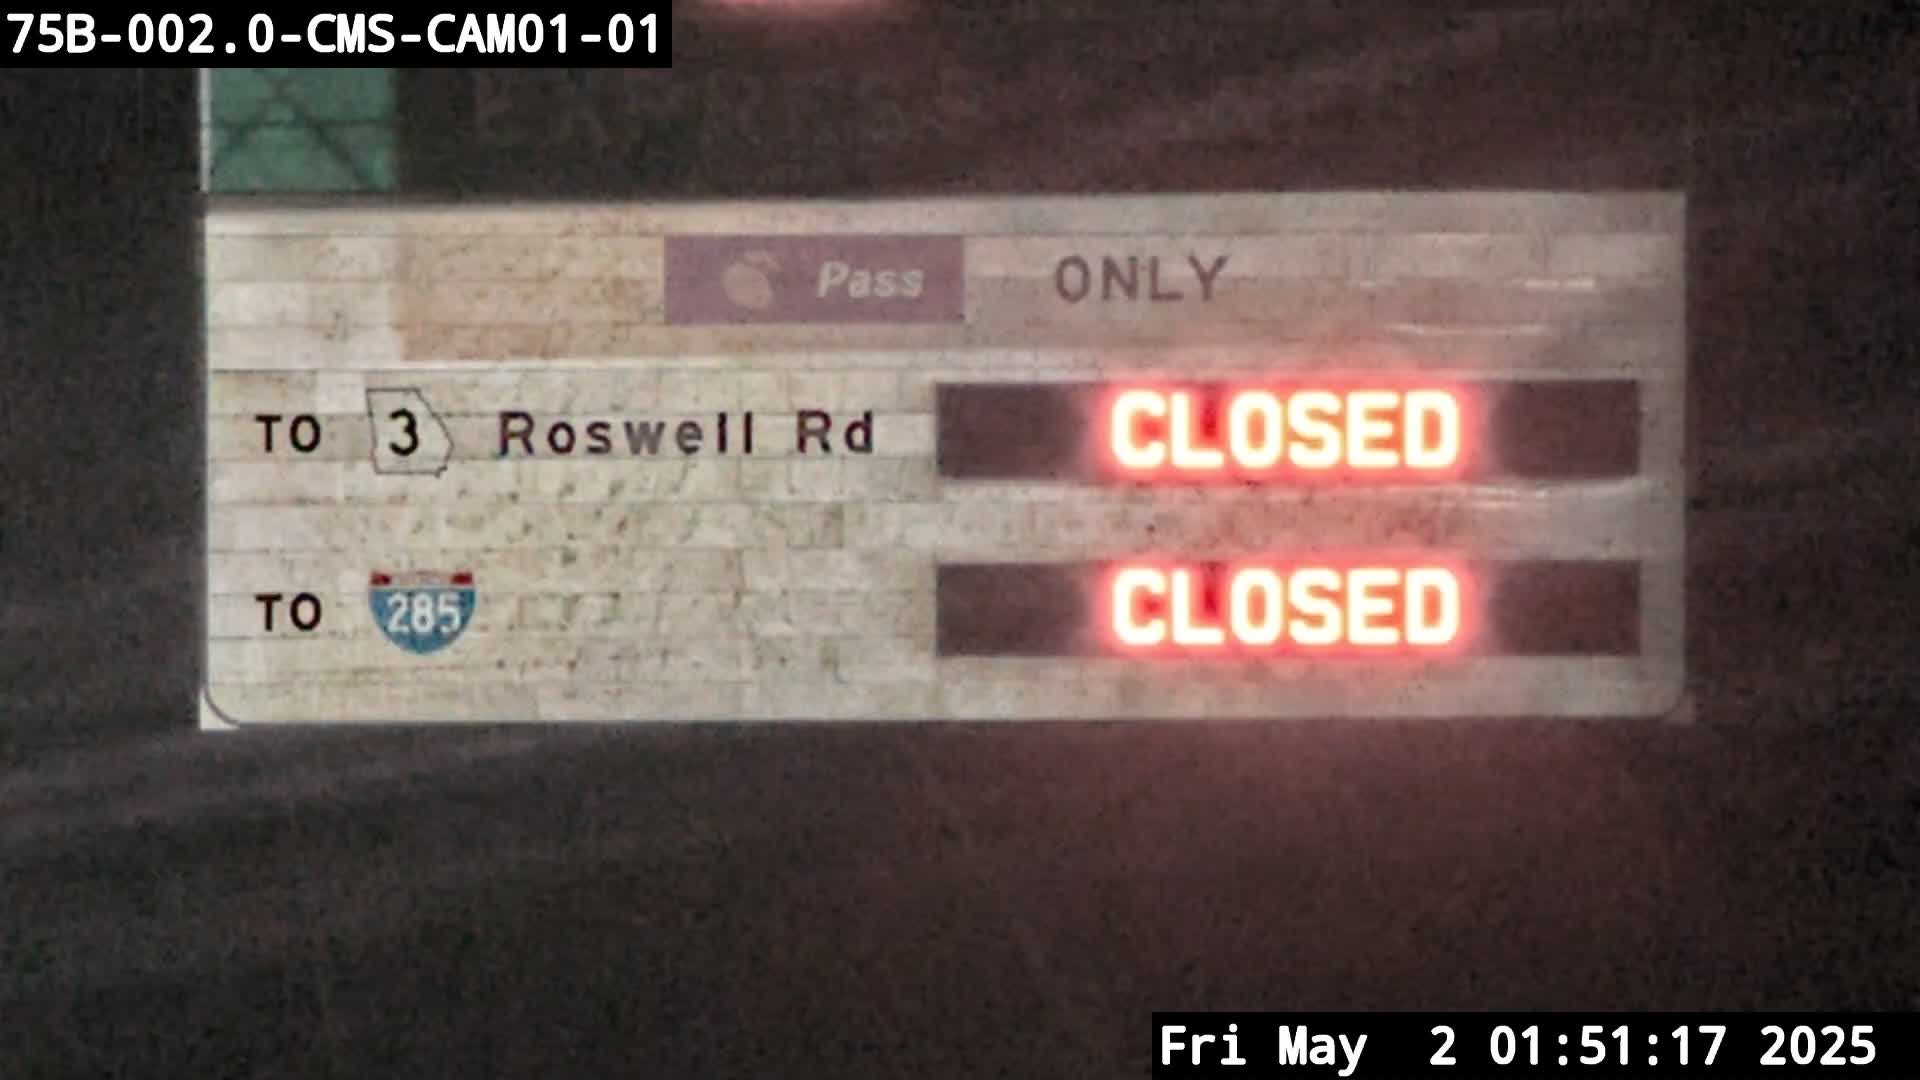 75B-002.0-CMS-CAM01-01
Pass ONLY
TO 3 Roswell Rd CLOSED
TO 285 CLOSED
Fri May 2 01:51:17 2025